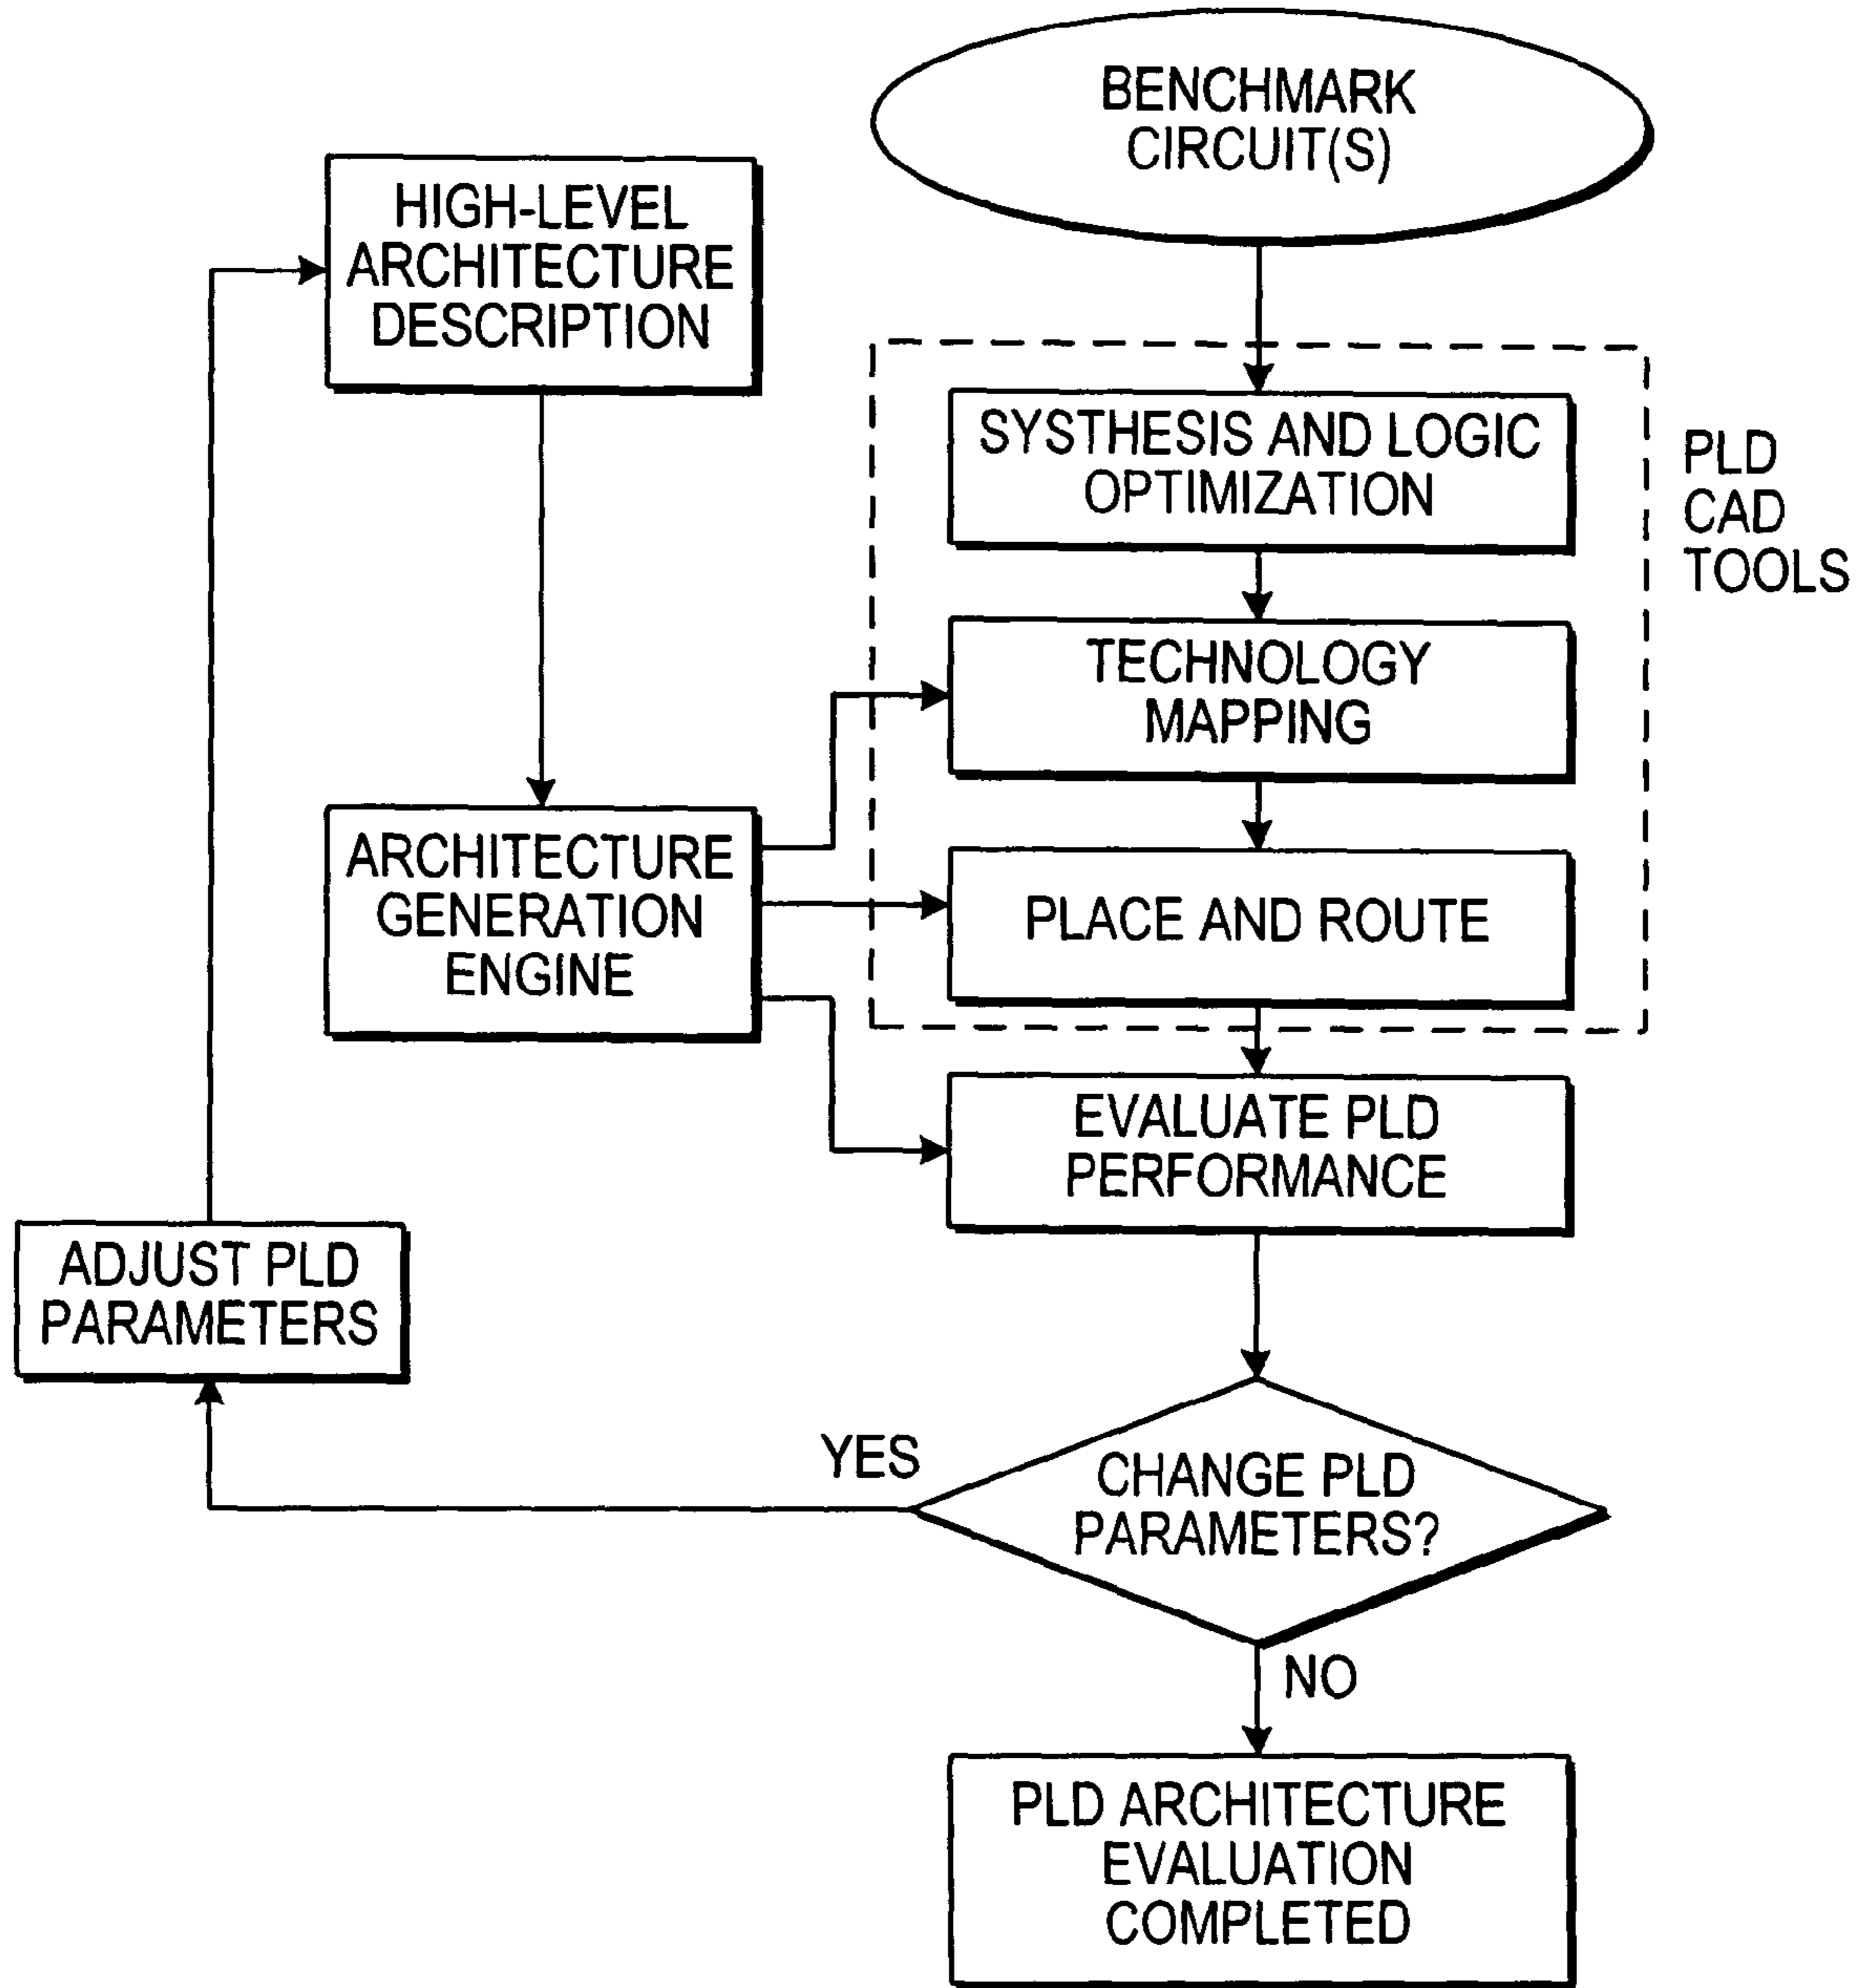 BENCHMARK
CIRCUIT(S)
HIGH-LEVEL
ARCHITECTURE
DESCRIPTION
SYSTHESIS AND LOGIC
OPTIMIZATION
PLD
CAD
TOOLS
TECHNOLOGY
MAPPING
ARCHITECTURE
GENERATION
ENGINE
PLACE AND ROUTE
EVALUATE PLD
PERFORMANCE
ADJUST PLD
PARAMETERS
YES
CHANGE PLD
PARAMETERS?
NO
PLD ARCHITECTURE
EVALUATION
COMPLETED